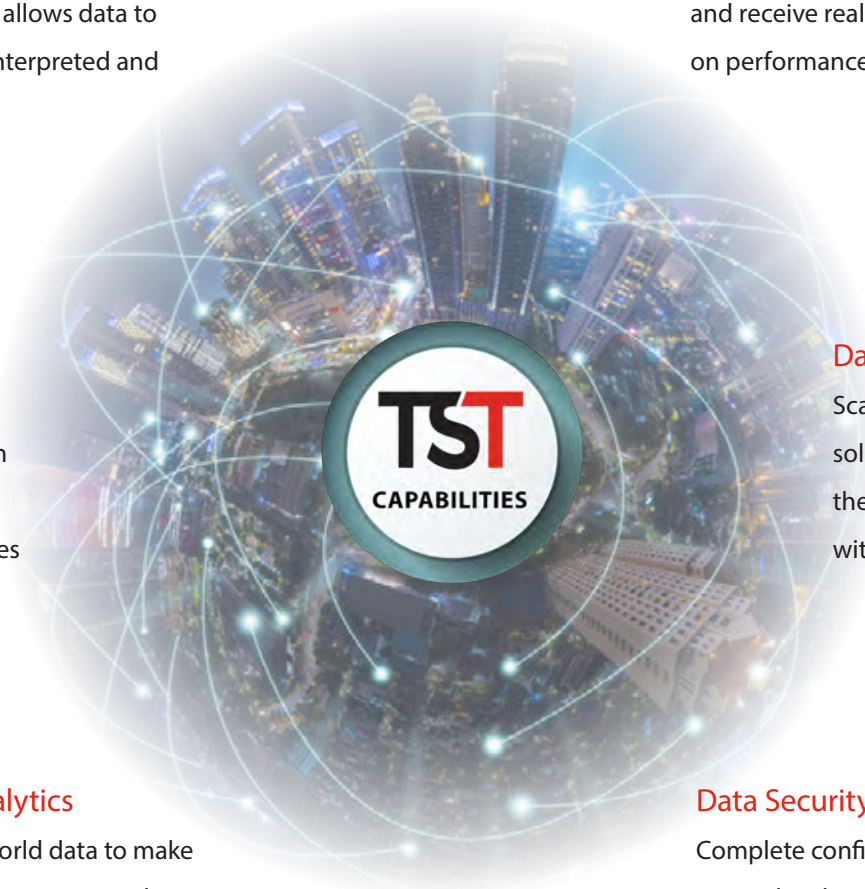 allows data to
nterpreted and
and receive real
on performance
TST
CAPABILITIES
n
es
Da
Sca
sol
the
wit
alytics
orld data to make
Data Security
Complete confi